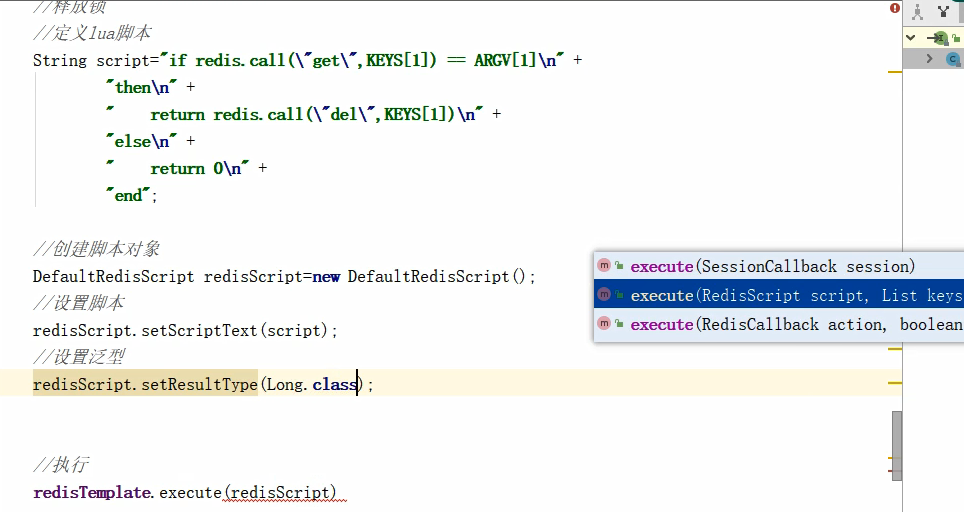 //释放锁
//定义lua脚本
String script="if redis.call(\"get\",KEYS[1]) == ARGV[1]\n" +
"then\n" +
"    return redis.call(\"del\",KEYS[1])\n" +
"else\n" +
"    return 0\n" +
"end";
//创建脚本对象
DefaultRedisScript redisScript=new DefaultRedisScript();
//设置脚本
redisScript.setScriptText(script);
//设置泛型
redisScript.setResultType(Long.class);
//执行
redisTemplate.execute(redisScript)
execute(SessionCallback session)
execute(RedisScript script, List keys
execute(RedisCallback action, boolean